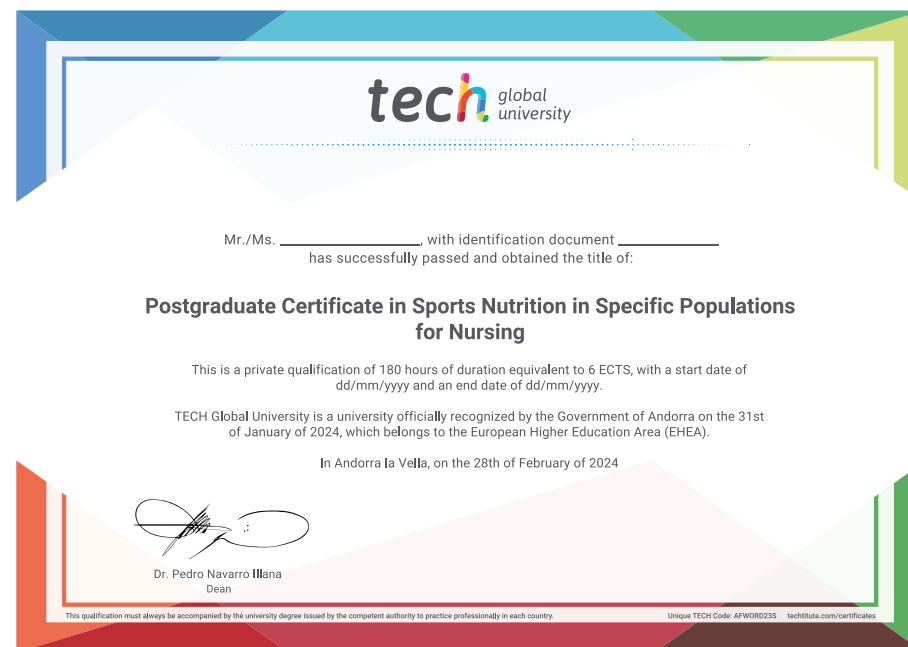 tech global
university
Mr./Ms. ____________, with identification document ____________
has successfully passed and obtained the title of:
Postgraduate Certificate in Sports Nutrition in Specific Populations
for Nursing
This is a private qualification of 180 hours of duration equivalent to 6 ECTS, with a start date of
dd/mm/yyyy and an end date of dd/mm/yyyy.
TECH Global University is a university officially recognized by the Government of Andorra on the 31st
of January of 2024, which belongs to the European Higher Education Area (EHEA).
In Andorra la Vella, on the 28th of February of 2024
Dr. Pedro Navarro Illana
Dean
This qualification must always be accompanied by the university degree issued by the competent authority to practice professionally in each country. Unique TECH Code: AFWORD23S techtitute.com/certificates